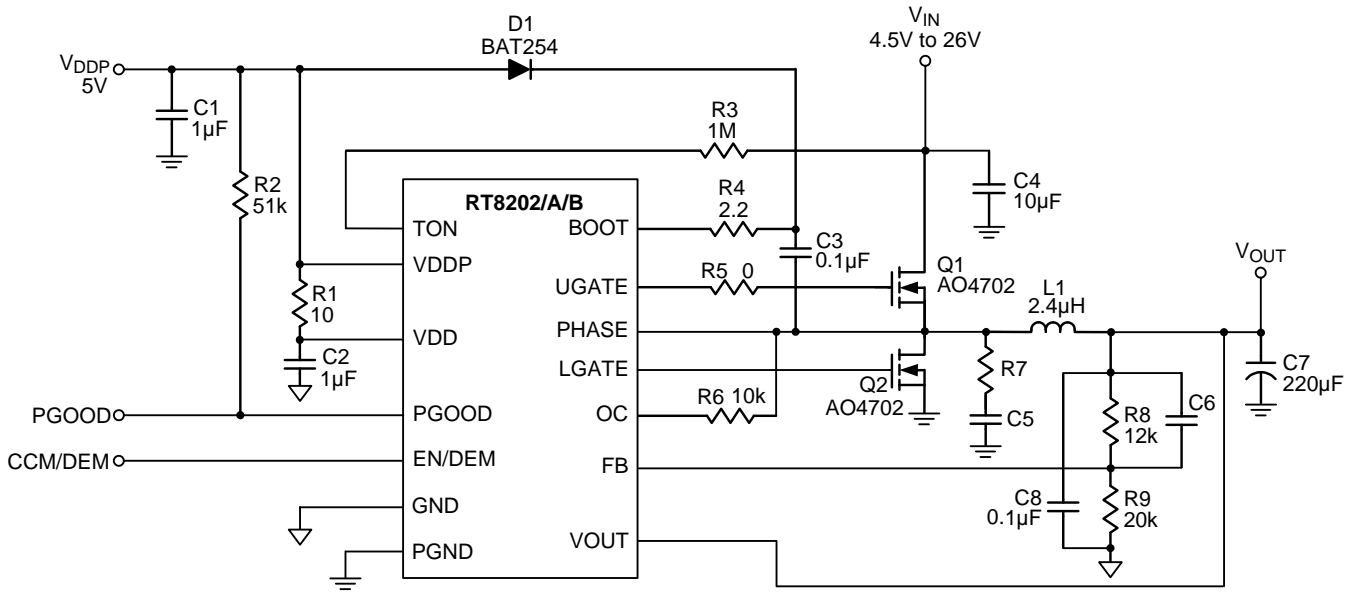 D1
BAT254
VIN
4.5V to 26V
VDDP
5V
C1
1µF
R3
1M
R2
51k
RT8202/A/B
R4
2.2
C4
10µF
TON
BOOT
C3
0.1µF
VDDP
VOUT
R5 0
Q1
AO4702
UGATE
L1
2.4µH
R1
10
PHASE
VDD
C2
1µF
LGATE
R7
C7
220µF
Q2
AO4702
R6 10k
C5
R8
12k
C6
PGOOD
PGOOD
OC
CCM/DEM
EN/DEM
FB
C8
0.1µF
R9
20k
GND
VOUT
PGND